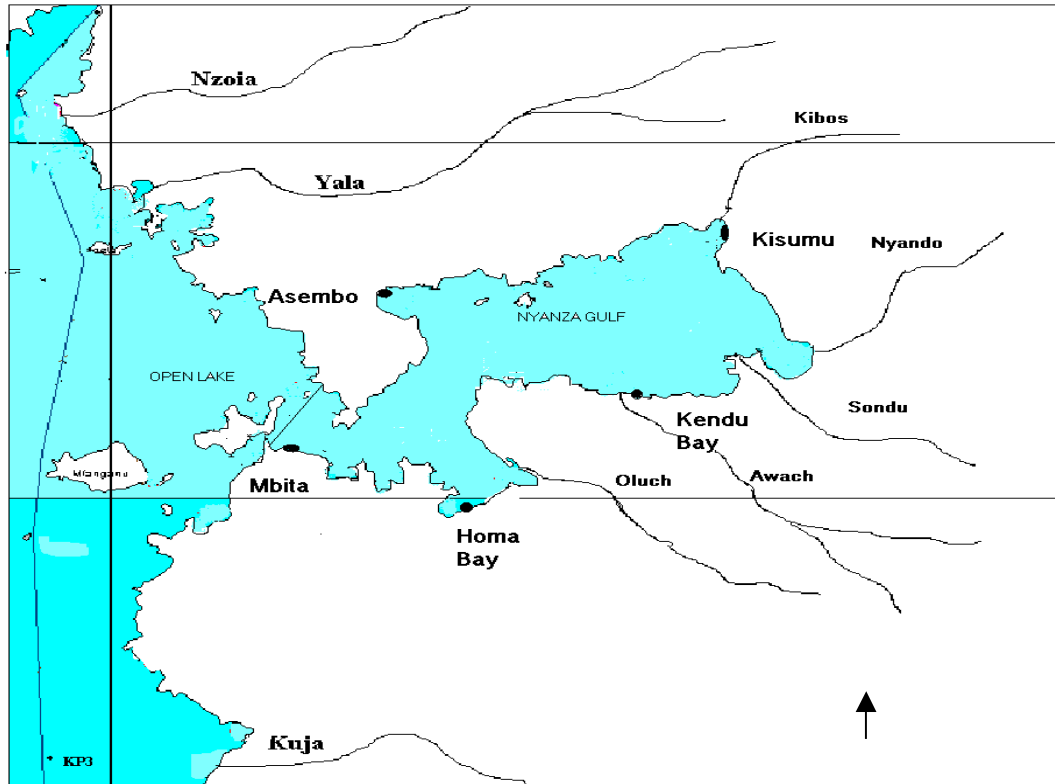 Nzoia
Kibos
Yala
Kisumu
Nyando
Asembo
NYANZA GULF
OPEN LAKE
Sondu
Kendu
Bay
Mfanganu
Mbita
Oluch
Awach
Homa
Bay
Kuja
KP3